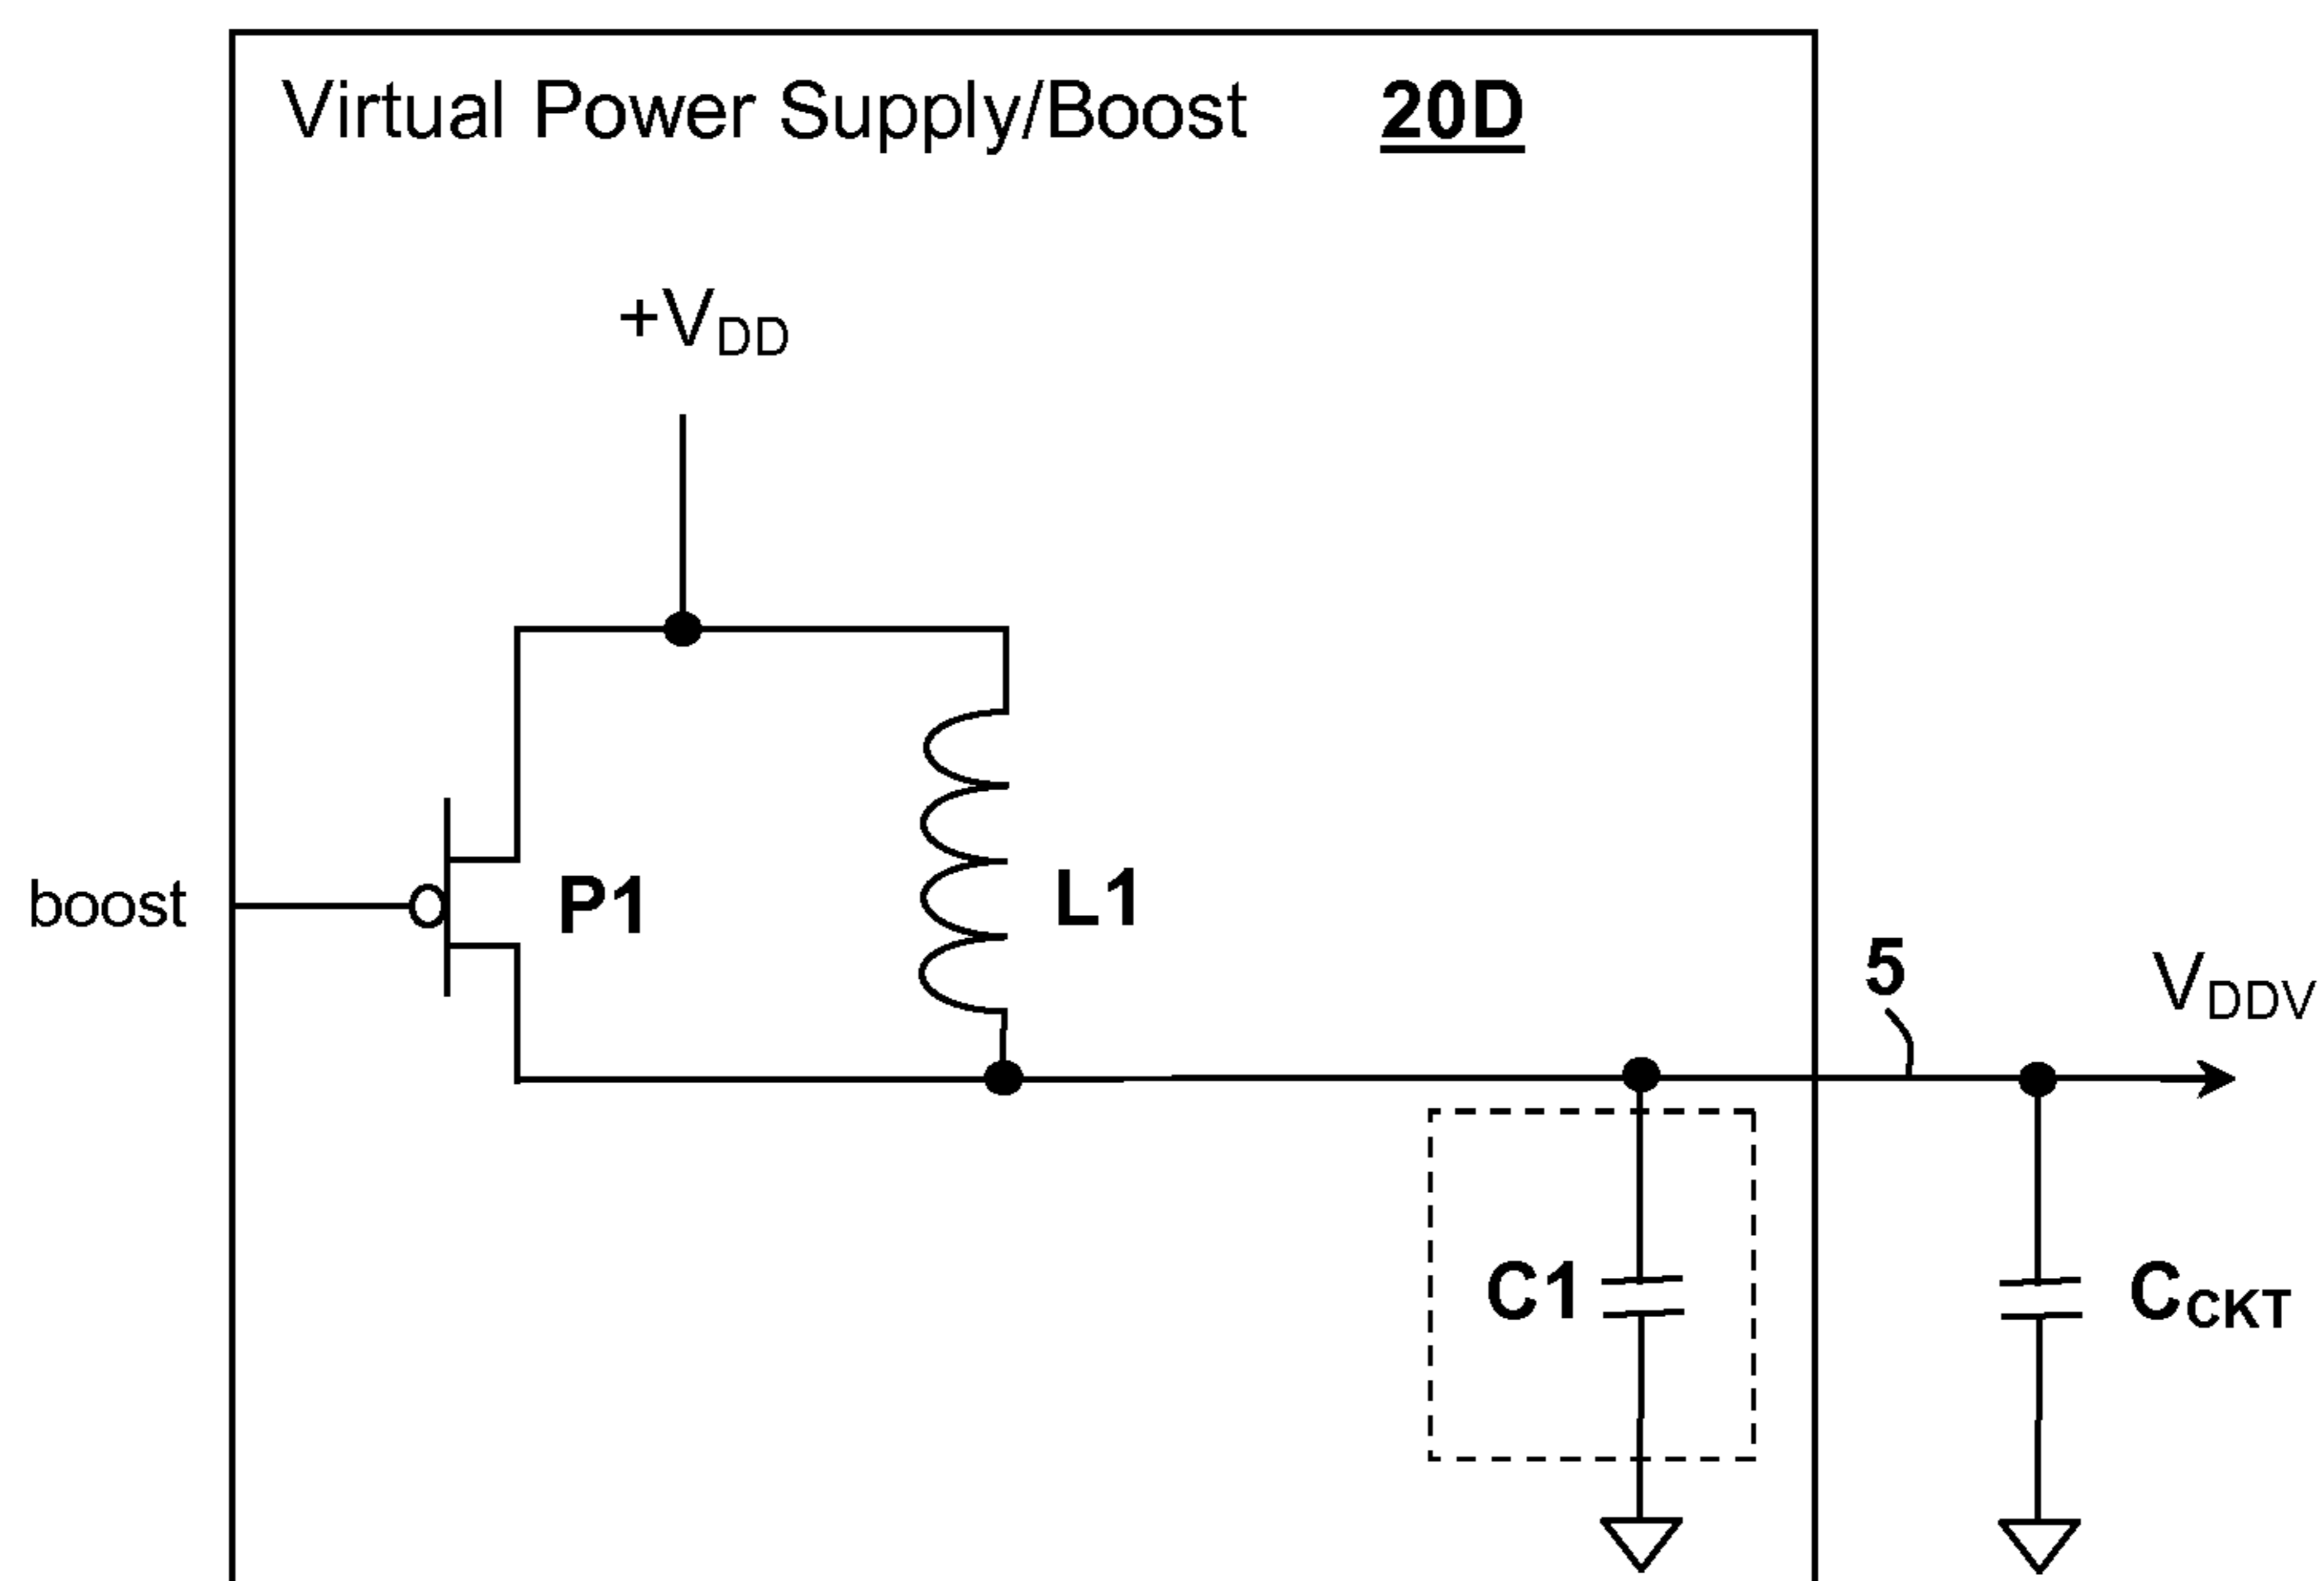 Virtual Power Supply/Boost 20D
+VDD
boost
P1
L1
5
VDDV
C1
CCKT